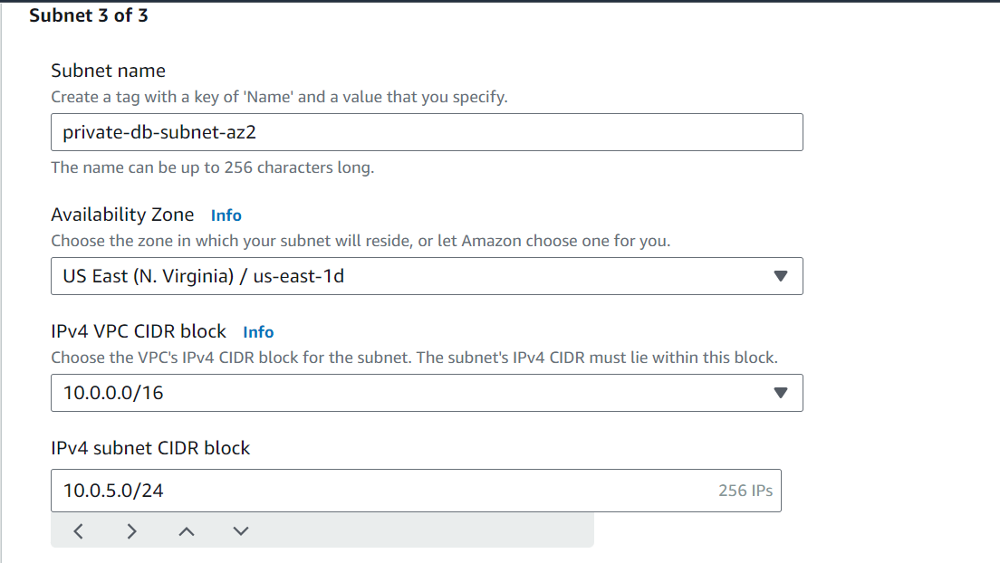 Subnet 3 of 3
Subnet name
Create a tag with a key of 'Name' and a value that you specify.
private-db-subnet-az2
The name can be up to 256 characters long.
Availability Zone Info
Choose the zone in which your subnet will reside, or let Amazon choose one for you.
US East (N. Virginia) / us-east-1d
IPv4 VPC CIDR block Info
Choose the VPC's IPv4 CIDR block for the subnet. The subnet's IPv4 CIDR must lie within this block.
10.0.0.0/16
IPv4 subnet CIDR block
10.0.5.0/24 256 IPs